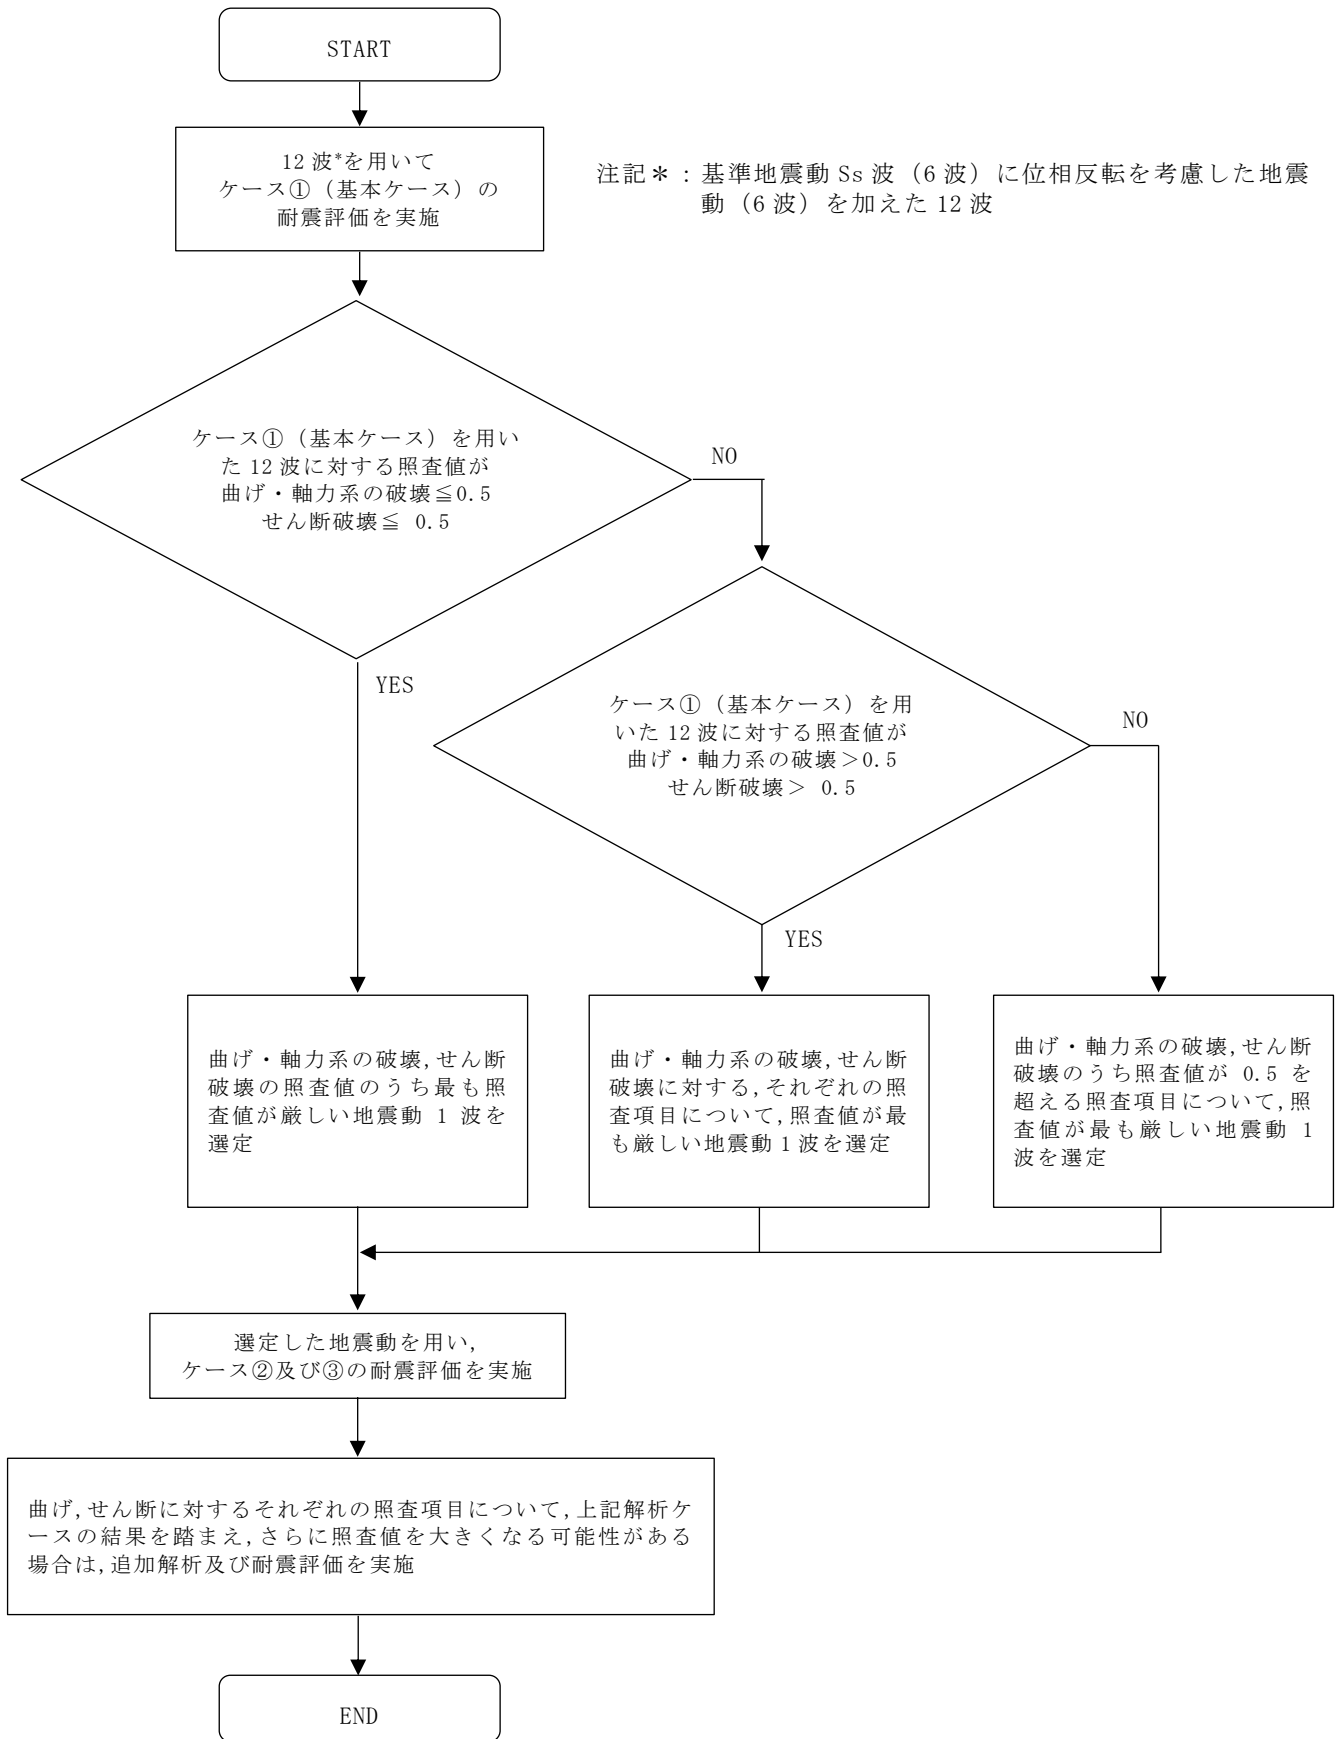 START
12 波*を用いて
ケース①（基本ケース）の
耐震評価を実施
注記＊：基準地震動 Ss 波（6 波）に位相反転を考慮した地震
動（6 波）を加えた 12 波
ケース①（基本ケース）を用い
た 12 波に対する照査値が
曲げ・軸力系の破壊≦0.5
せん断破壊≦ 0.5
NO
YES
ケース①（基本ケース）を用
いた 12 波に対する照査値が
曲げ・軸力系の破壊＞0.5
せん断破壊＞ 0.5
NO
YES
曲げ・軸力系の破壊,せん断
破壊の照査値のうち最も照
査値が厳しい地震動 1 波を
選定
曲げ・軸力系の破壊,せん断
破壊に対する,それぞれの照
査項目について,照査値が最
も厳しい地震動 1 波を選定
曲げ・軸力系の破壊,せん断
破壊のうち照査値が 0.5 を
超える照査項目について,照
査値が最も厳しい地震動 1
波を選定
選定した地震動を用い,
ケース②及び③の耐震評価を実施
曲げ,せん断に対するそれぞれの照査項目について,上記解析ケ
ースの結果を踏まえ,さらに照査値を大きくなる可能性がある
場合は,追加解析及び耐震評価を実施
END